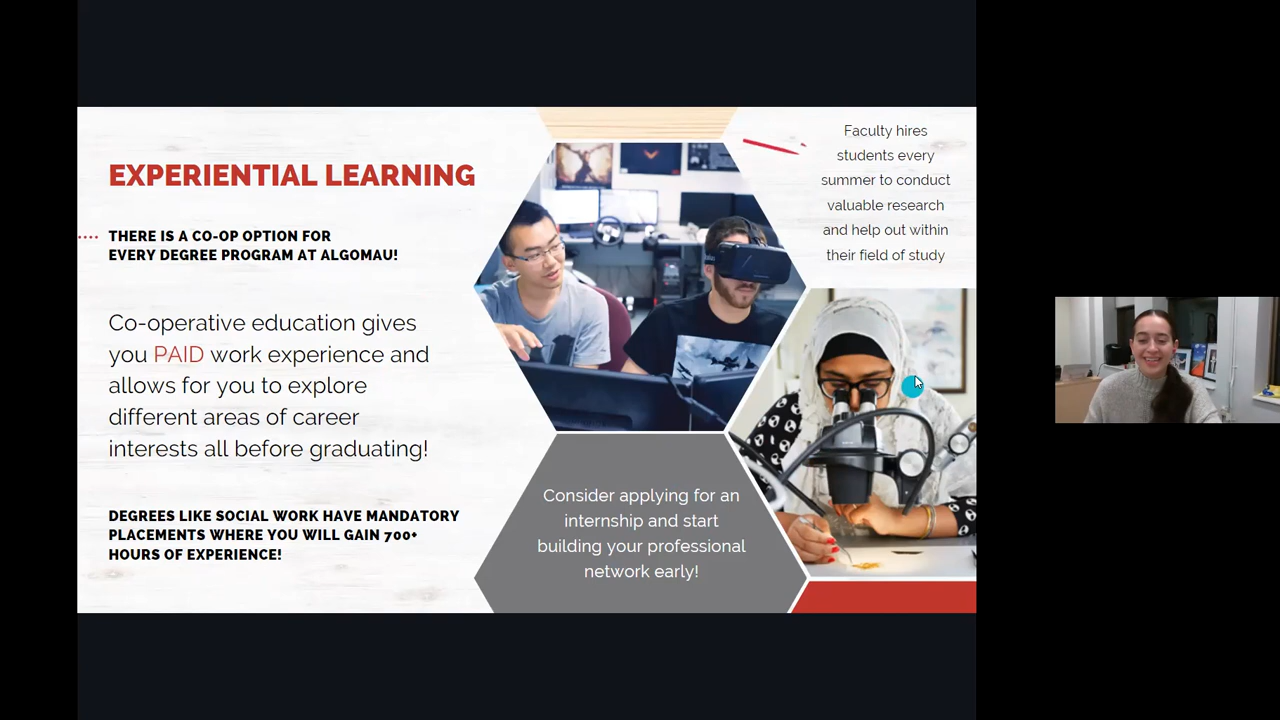 EXPERIENTIAL LEARNING
THERE IS A CO-OP OPTION FOR
EVERY DEGREE PROGRAM AT ALGOMAU!
Co-operative education gives
you PAID work experience and
allows for you to explore
different areas of career
interests all before graduating!
DEGREES LIKE SOCIAL WORK HAVE MANDATORY
PLACEMENTS WHERE YOU WILL GAIN 700+
HOURS OF EXPERIENCE!
Consider applying for an
internship and start
building your professional
network early!
Faculty hires
students every
summer to conduct
valuable research
and help out within
their field of study